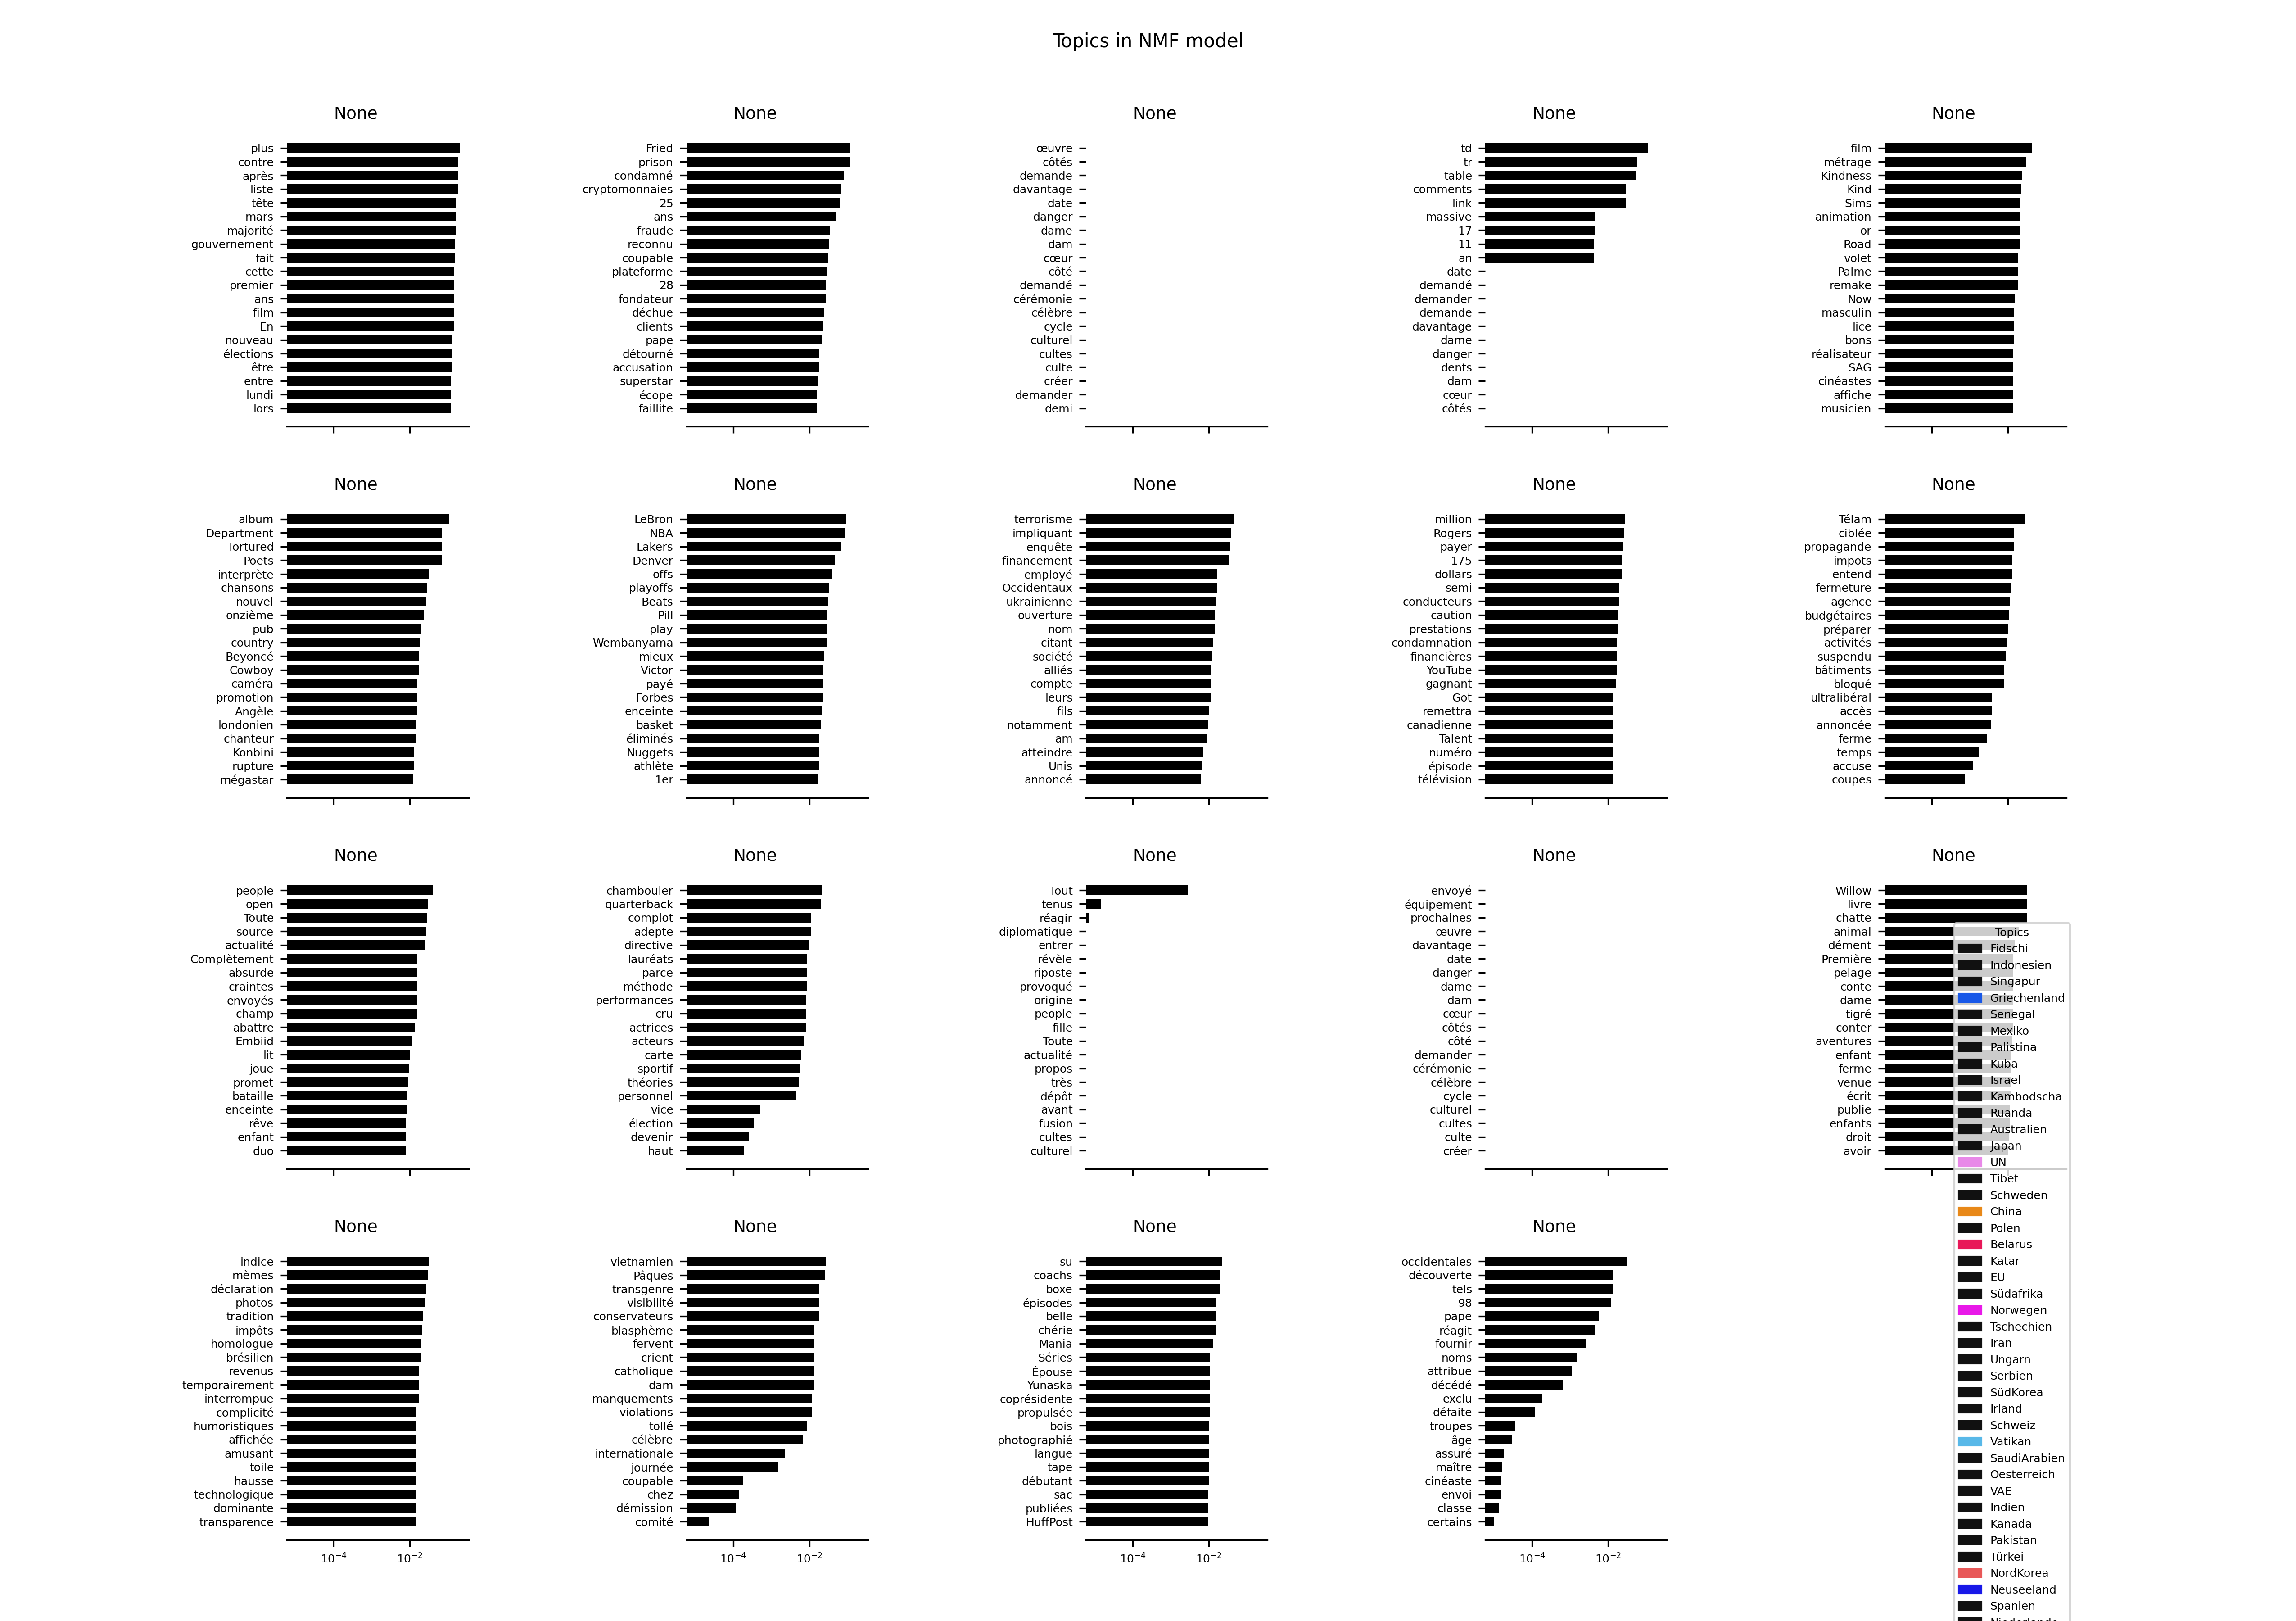 Topics in NMF model
None
plus
contre
après
liste
tête
mars
majorité
gouvernement
fait
cette
premier
ans
film
En
nouveau
élections
être
entre
lundi
lors
None
Fried
prison
condamné
cryptomonnaies
25
ans
fraude
reconnu
coupable
plateforme
28
fondateur
déchue
clients
pape
détourné
accusation
superstar
écope
faillite
None
œuvre
côtés
demande
davantage
date
danger
dame
dam
cœur
côté
demandé
cérémonie
célèbre
cycle
culturel
cultes
culte
créer
demander
demi
None
td
tr
table
comments
link
massive
17
11
an
date
demandé
demander
demande
davantage
dame
danger
dents
dam
cœur
côtés
None
film
métrage
Kindness
Kind
Sims
animation
or
Road
volet
Palme
remake
Now
masculin
lice
bons
réalisateur
SAG
cinéastes
affiche
musicien
None
album
Department
Tortured
Poets
interprète
chansons
nouvel
onzième
pub
country
Beyoncé
Cowboy
caméra
promotion
Angèle
londonien
chanteur
Konbini
rupture
mégastar
None
LeBron
NBA
Lakers
Denver
offs
playoffs
Beats
Pill
play
Wembanyama
mieux
Victor
payé
Forbes
enceinte
basket
éliminés
Nuggets
athlète
1er
None
terrorisme
impliquant
enquête
financement
employé
Occidentaux
ukrainienne
ouverture
nom
citant
société
alliés
compte
leurs
fils
notamment
am
atteindre
Unis
annoncé
None
million
Rogers
payer
175
dollars
semi
conducteurs
caution
prestations
condamnation
financières
YouTube
gagnant
Got
remettra
canadienne
Talent
numéro
épisode
télévision
None
Télam
ciblée
propagande
impots
entend
fermeture
agence
budgétaires
préparer
activités
suspendu
bâtiments
bloqué
ultralibéral
accès
annoncée
ferme
temps
accuse
coupes
None
people
open
Toute
source
actualité
Complètement
absurde
craintes
envoyés
champ
abattre
Embiid
lit
joue
promet
bataille
enceinte
rêve
enfant
duo
None
chambouler
quarterback
complot
adepte
directive
lauréats
parce
méthode
performances
cru
actrices
acteurs
carte
sportif
théories
personnel
vice
élection
devenir
haut
None
Tout
tenus
réagir
diplomatique
entrer
révèle
riposte
provoqué
origine
people
fille
Toute
actualité
propos
très
dépôt
avant
fusion
cultes
culturel
None
envoyé
équipement
prochaines
œuvre
davantage
date
danger
dame
dam
cœur
côtés
côté
demander
cérémonie
célèbre
cycle
culturel
cultes
culte
créer
None
Willow
livre
chatte
animal
dément
Première
pelage
conte
dame
tigré
conter
aventures
enfant
ferme
venue
écrit
publie
enfants
droit
avoir
None
indice
mèmes
déclaration
photos
tradition
impôts
homologue
brésilien
revenus
temporairement
interrompue
complicité
humoristiques
affichée
amusant
toile
hausse
technologique
dominante
transparence
10⁻⁴ 10⁻²
None
vietnamien
Pâques
transgenre
visibilité
conservateurs
blasphème
fervent
crient
catholique
dam
manquements
violations
tollé
célèbre
internationale
journée
coupable
chez
démission
comité
10⁻⁴ 10⁻²
None
su
coachs
boxe
épisodes
belle
chérie
Mania
Séries
Épouse
Yunaska
coprésidente
propulsée
bois
photographié
langue
tape
débutant
sac
publiées
HuffPost
10⁻⁴ 10⁻²
None
occidentales
découverte
tels
98
pape
réagit
fournir
noms
attribue
décédé
exclu
défaite
troupes
âge
assuré
maître
cinéaste
envoi
classe
certains
10⁻⁴ 10⁻²
Topics
Fidschi
Indonesien
Singapur
Griechenland
Senegal
Mexiko
Palistina
Kuba
Israel
Kambodscha
Ruanda
Australien
Japan
UN
Tibet
Schweden
China
Polen
Belarus
Katar
EU
Südafrika
Norwegen
Tschechien
Iran
Ungarn
Serbien
SüdKorea
Irland
Schweiz
Vatikan
SaudiArabien
Oesterreich
VAE
Indien
Kanada
Pakistan
Türkei
NordKorea
Neuseeland
Spanien